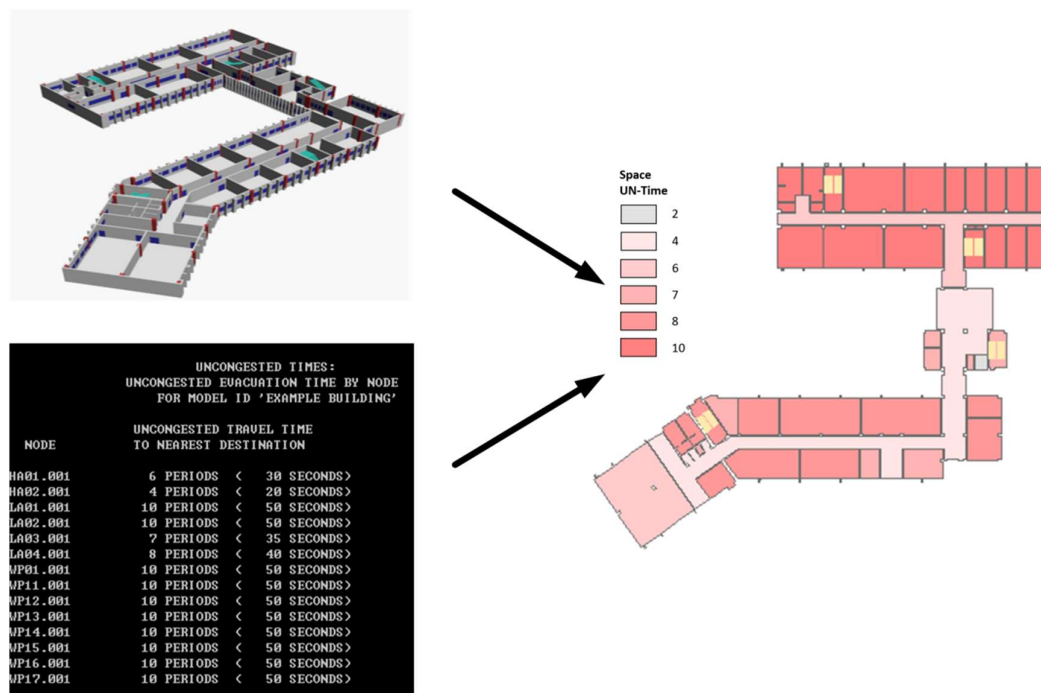 UNCONGESTED TIMES:
UNCONGESTED EVACUATION TIME BY NODE
FOR MODEL ID 'EXAMPLE BUILDING'
UNCONGESTED TRAVEL TIME
NODE TO NEAREST DESTINATION
HA01.001 6 PERIODS ( 30 SECONDS)
HA02.001 4 PERIODS ( 20 SECONDS)
LA01.001 10 PERIODS ( 50 SECONDS)
LA02.001 10 PERIODS ( 50 SECONDS)
LA03.001 7 PERIODS ( 35 SECONDS)
LA04.001 8 PERIODS ( 40 SECONDS)
WP01.001 10 PERIODS ( 50 SECONDS)
WP11.001 10 PERIODS ( 50 SECONDS)
WP12.001 10 PERIODS ( 50 SECONDS)
WP13.001 10 PERIODS ( 50 SECONDS)
WP14.001 10 PERIODS ( 50 SECONDS)
WP15.001 10 PERIODS ( 50 SECONDS)
WP16.001 10 PERIODS ( 50 SECONDS)
WP17.001 10 PERIODS ( 50 SECONDS)
Space
UN-Time
2
4
6
7
8
10